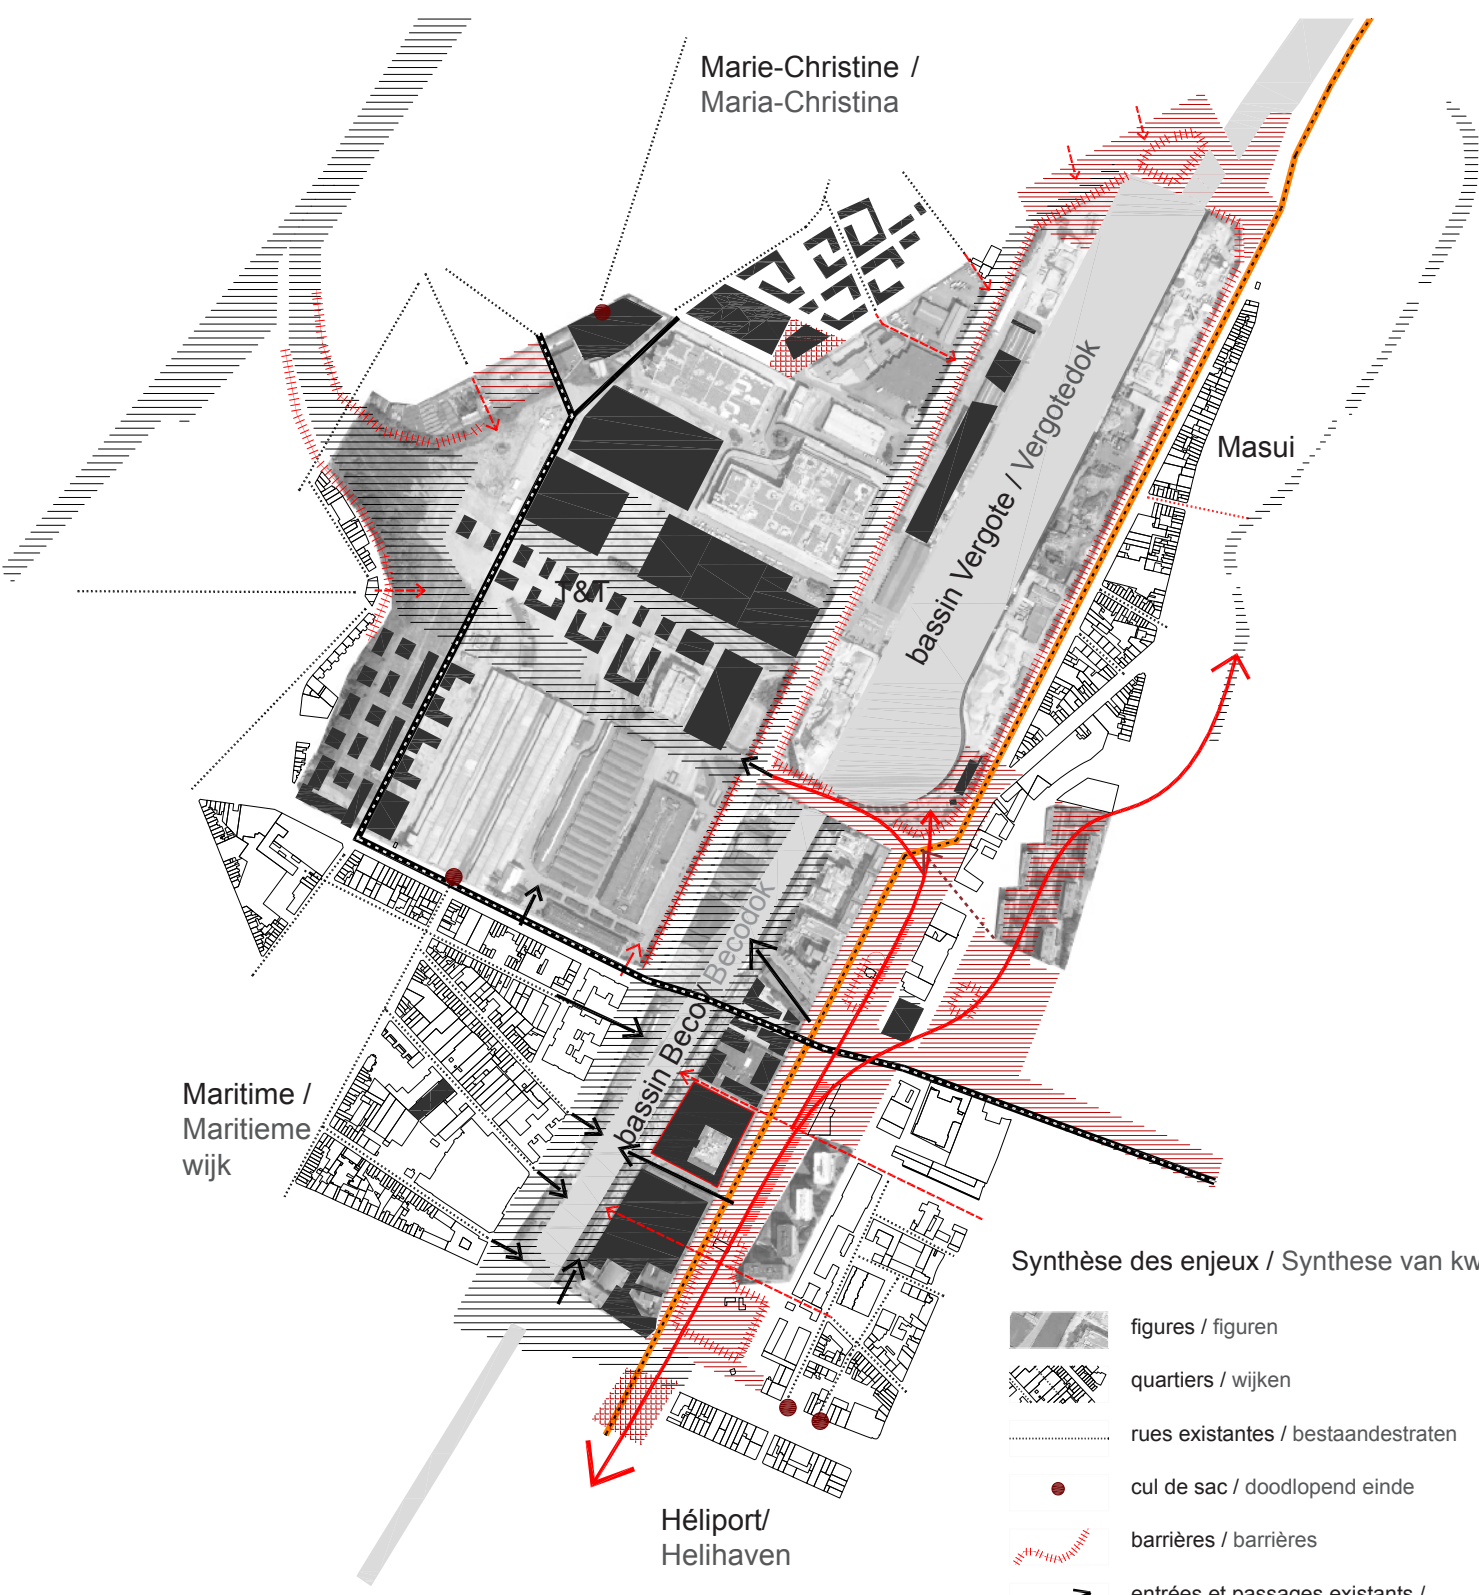 Marie-Christine /
Maria-Christina
Masui
bassin Vergote / Vergotedok
T&T
bassin Beco / Becodok
Maritime /
Maritieme
wijk
Héliport/
Helihaven
Synthèse des enjeux / Synthese van kw
figures / figuren
quartiers / wijken
rues existantes / bestaandestraten
cul de sac / doodlopend einde
barrières / barrières
entrées et passages existants /